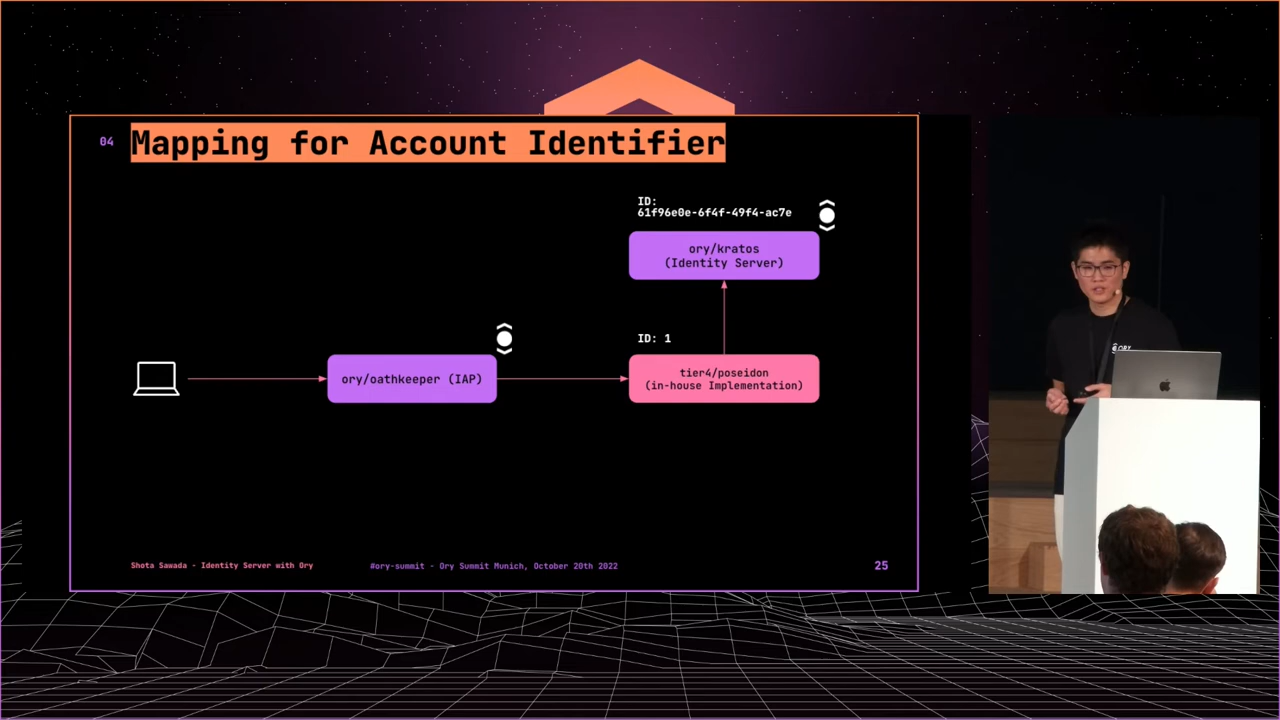 04
Mapping for Account Identifier
ID:
61f96e0e-6f4f-49f4-ac7e
ory/kratos
(Identity Server)
ID: 1
ory/oathkeeper (IAP)
tier4/poseidon
(in-house Implementation)
ORY
Shota Sawada - Identity Server with Ory
#ory-summit - Ory Summit Munich, October 20th 2022
25